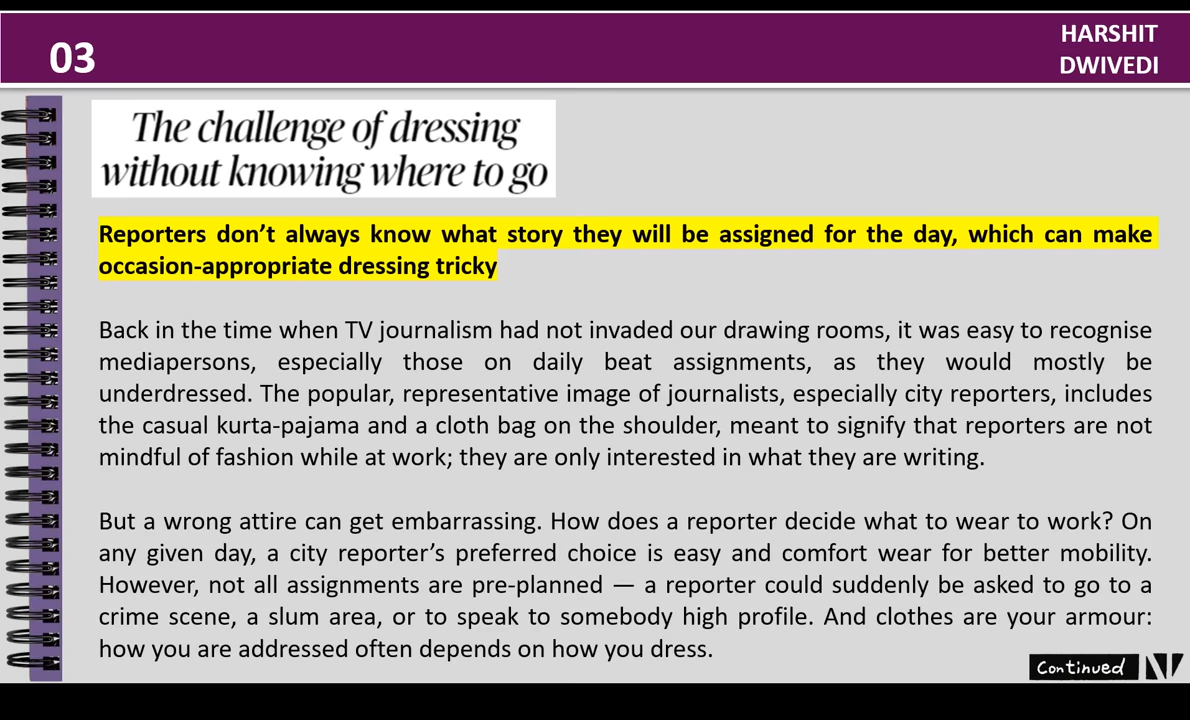 03
HARSHIT
DWIVEDI
The challenge of dressing
without knowing where to go
Reporters don’t always know what story they will be assigned for the day, which can make
occasion-appropriate dressing tricky
Back in the time when TV journalism had not invaded our drawing rooms, it was easy to recognise
mediapersons, especially those on daily beat assignments, as they would mostly be
underdressed. The popular, representative image of journalists, especially city reporters, includes
the casual kurta-pajama and a cloth bag on the shoulder, meant to signify that reporters are not
mindful of fashion while at work; they are only interested in what they are writing.
But a wrong attire can get embarrassing. How does a reporter decide what to wear to work? On
any given day, a city reporter’s preferred choice is easy and comfort wear for better mobility.
However, not all assignments are pre-planned — a reporter could suddenly be asked to go to a
crime scene, a slum area, or to speak to somebody high profile. And clothes are your armour:
how you are addressed often depends on how you dress.
Continued